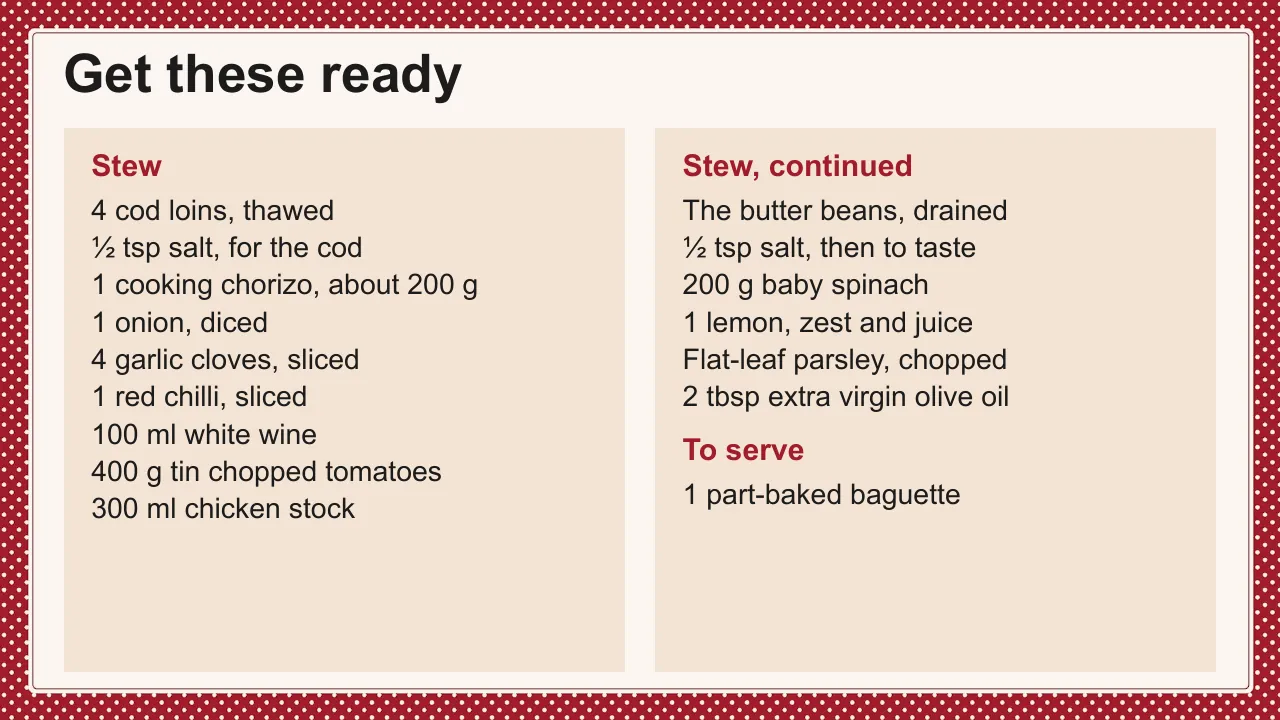 Get these ready
Stew
4 cod loins, thawed
½ tsp salt, for the cod
1 cooking chorizo, about 200 g
1 onion, diced
4 garlic cloves, sliced
1 red chilli, sliced
100 ml white wine
400 g tin chopped tomatoes
300 ml chicken stock
Stew, continued
The butter beans, drained
½ tsp salt, then to taste
200 g baby spinach
1 lemon, zest and juice
Flat-leaf parsley, chopped
2 tbsp extra virgin olive oil
To serve
1 part-baked baguette